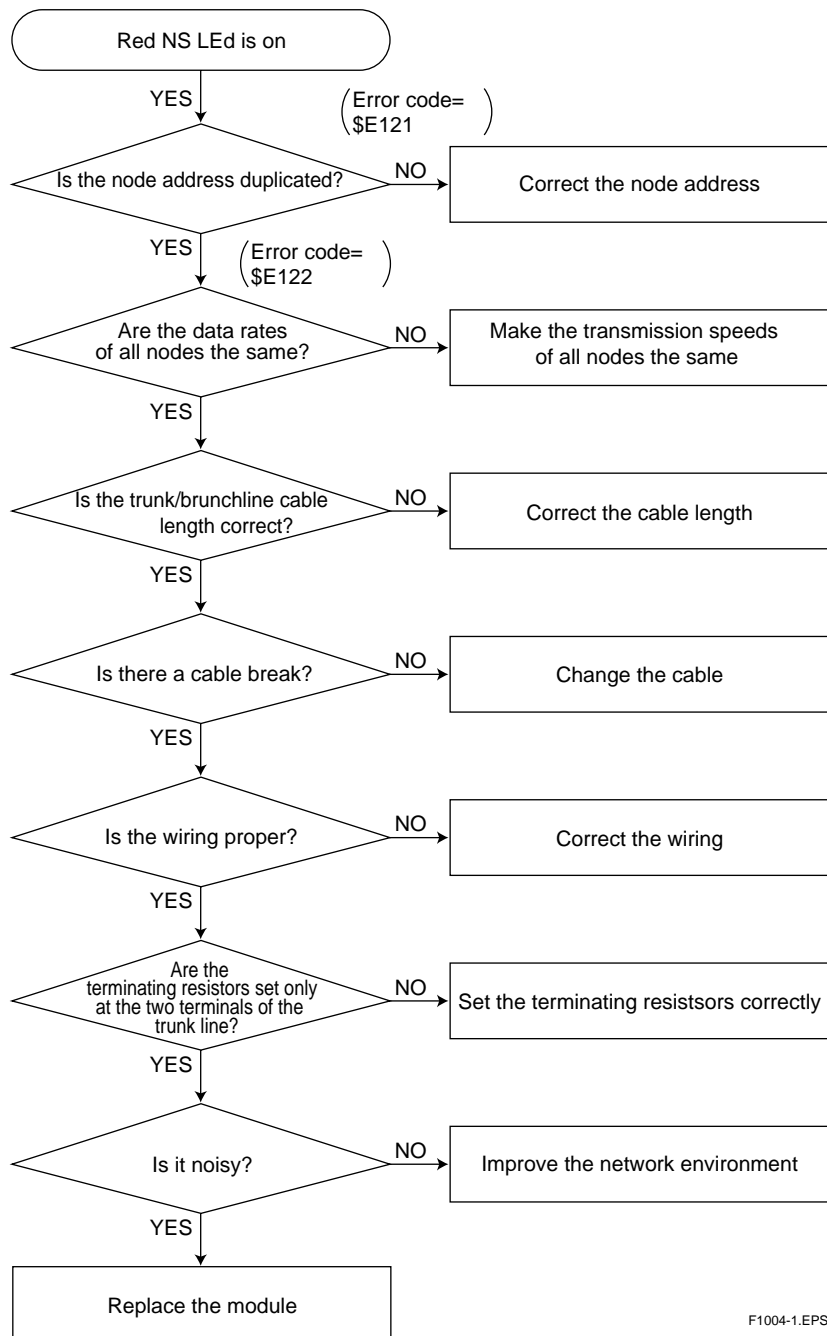 Red NS LEd is on
YES
(Error code=
$E121)
Is the node address duplicated?
NO
Correct the node address
YES
(Error code=
$E122)
Are the data rates
of all nodes the same?
NO
Make the transmission speeds
of all nodes the same
YES
Is the trunk/brunchline cable
length correct?
NO
Correct the cable length
YES
Is there a cable break?
NO
Change the cable
YES
Is the wiring proper?
NO
Correct the wiring
YES
Are the
terminating resistors set only
at the two terminals of the
trunk line?
NO
Set the terminating resistsors correctly
YES
Is it noisy?
NO
Improve the network environment
YES
Replace the module
F1004-1.EPS